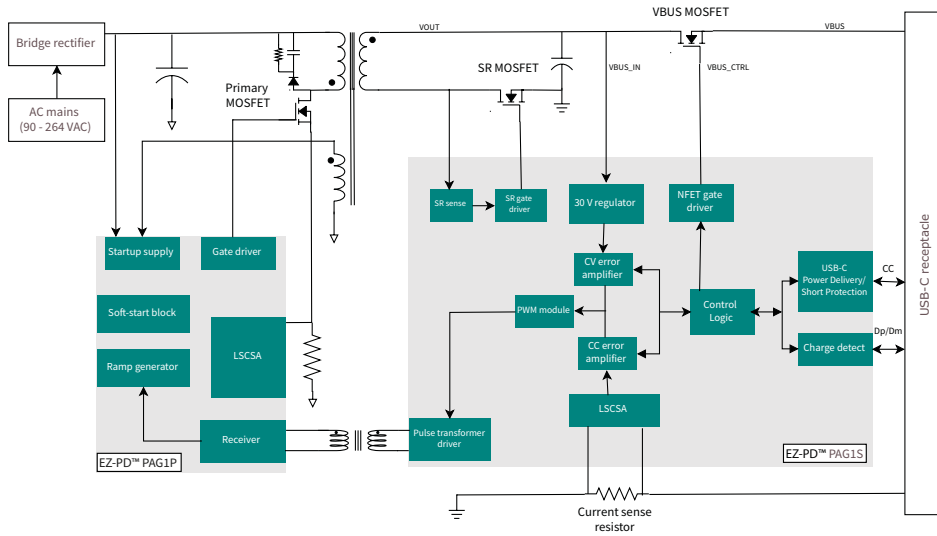 VBUS MOSFET
VOUT
VBUS
Bridge rectifier
SR MOSFET
VBUS_IN
VBUS_CTRL
Primary
MOSFET
AC mains
(90 - 264 VAC)
SR sense
SR gate
driver
30 V regulator
NFET gate
driver
Startup supply
Gate driver
CV error
amplifier
USB-C
Power Delivery/
Short Protection
CC
USB-C receptacle
Soft-start block
PWM module
Control
Logic
Dp/Dm
LSCSA
CC error
amplifier
Charge detect
Ramp generator
LSCSA
Receiver
Pulse transformer
driver
EZ-PD™ PAG1P
EZ-PD™ PAG1S
Current sense
resistor